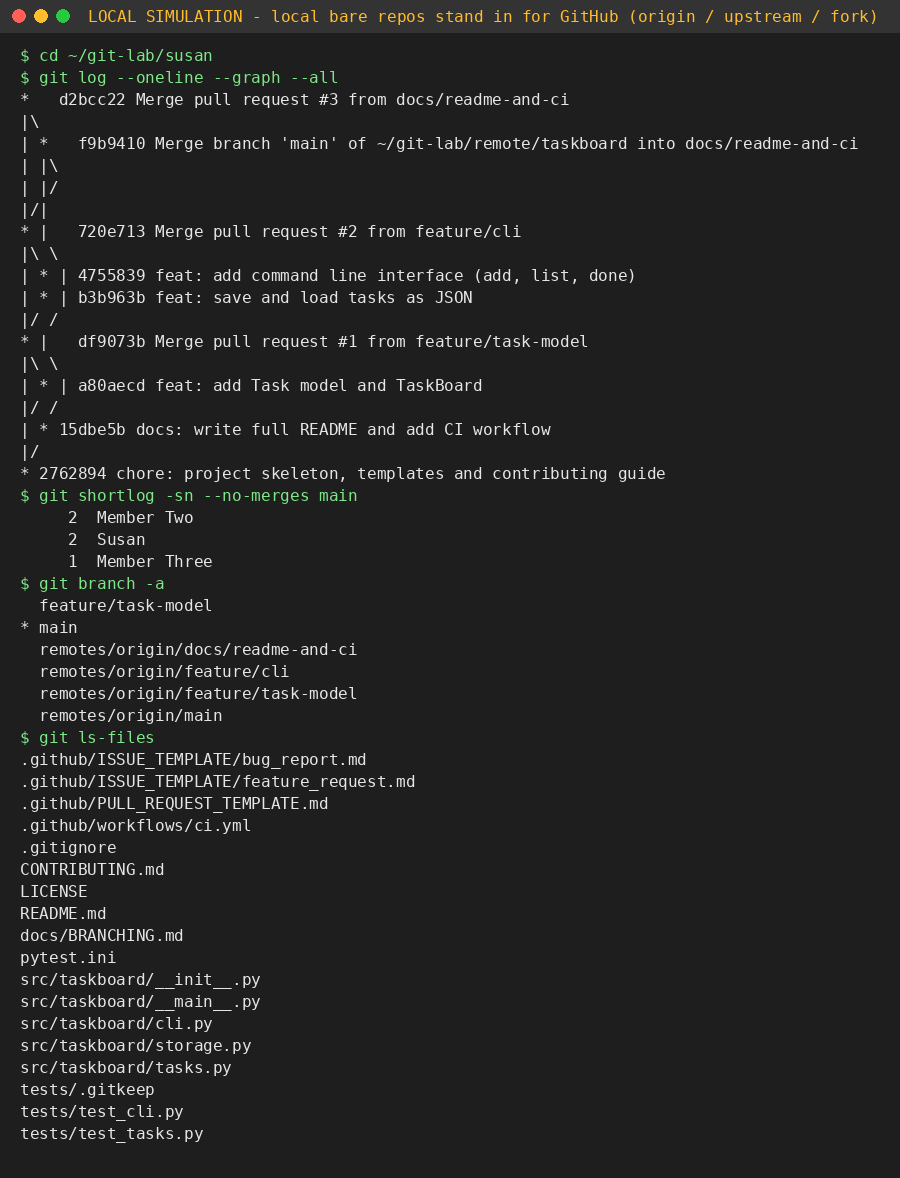 LOCAL SIMULATION - local bare repos stand in for GitHub (origin / upstream / fork)
$ cd ~/git-lab/susan
$ git log --oneline --graph --all
*   d2bcc22 Merge pull request #3 from docs/readme-and-ci
|\
| *   f9b9410 Merge branch 'main' of ~/git-lab/remote/taskboard into docs/readme-and-ci
| |\
| |/
|/|
* |   720e713 Merge pull request #2 from feature/cli
|\ \
| * | 4755839 feat: add command line interface (add, list, done)
| * | b3b963b feat: save and load tasks as JSON
|/ /
* |   df9073b Merge pull request #1 from feature/task-model
|\ \
| * | a80aecd feat: add Task model and TaskBoard
|/ /
| * 15dbe5b docs: write full README and add CI workflow
|/
* 2762894 chore: project skeleton, templates and contributing guide
$ git shortlog -sn --no-merges main
     2  Member Two
     2  Susan
     1  Member Three
$ git branch -a
  feature/task-model
* main
  remotes/origin/docs/readme-and-ci
  remotes/origin/feature/cli
  remotes/origin/feature/task-model
  remotes/origin/main
$ git ls-files
.github/ISSUE_TEMPLATE/bug_report.md
.github/ISSUE_TEMPLATE/feature_request.md
.github/PULL_REQUEST_TEMPLATE.md
.github/workflows/ci.yml
.gitignore
CONTRIBUTING.md
LICENSE
README.md
docs/BRANCHING.md
pytest.ini
src/taskboard/__init__.py
src/taskboard/__main__.py
src/taskboard/cli.py
src/taskboard/storage.py
src/taskboard/tasks.py
tests/.gitkeep
tests/test_cli.py
tests/test_tasks.py